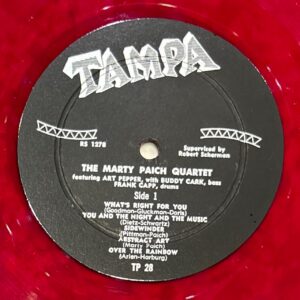 TAMPA
RS 1278
Supervised by
Robert Scherman
THE MARTY PAICH QUARTET
featuring ART PEPPER, with BUDDY CARK, bass
FRANK CAPP, drums
Side 1
WHAT'S RIGHT FOR YOU
(Goodman-Gluckman-Doris)
YOU AND THE NIGHT AND THE MUSIC
(Dietz-Schwartz)
SIDEWINDER
(Pittman-Paich)
ABSTRACT ART
(Marty Paich)
OVER THE RAINBOW
(Arlen-Harburg)
TP 28